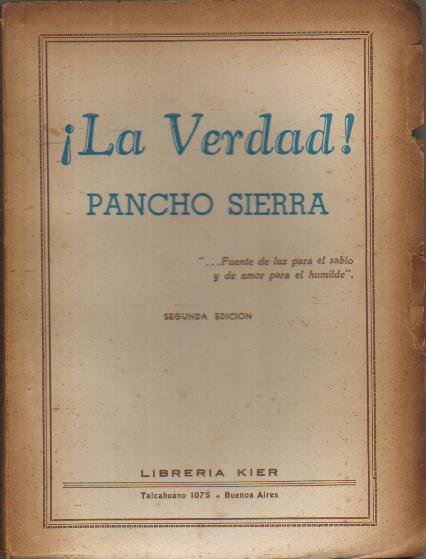 ¡La Verdad!
PANCHO SIERRA
"...Fuente de luz para el sabio
y de amor para el humilde".
SEGUNDA EDICION
LIBRERIA KIER
Talcahuano 1075 • Buenos Aires